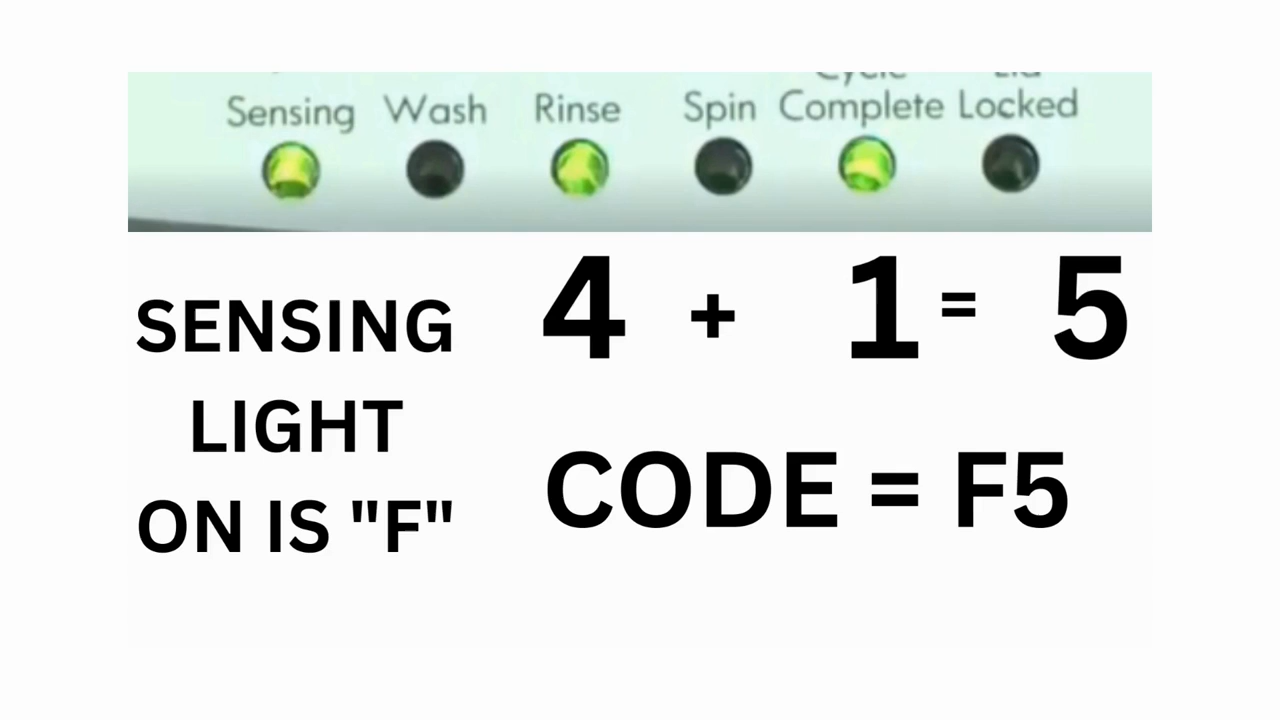 Sensing Wash Rinse Spin Complete Locked
4 + 1 = 5
SENSING
LIGHT
ON IS "F"
CODE = F5